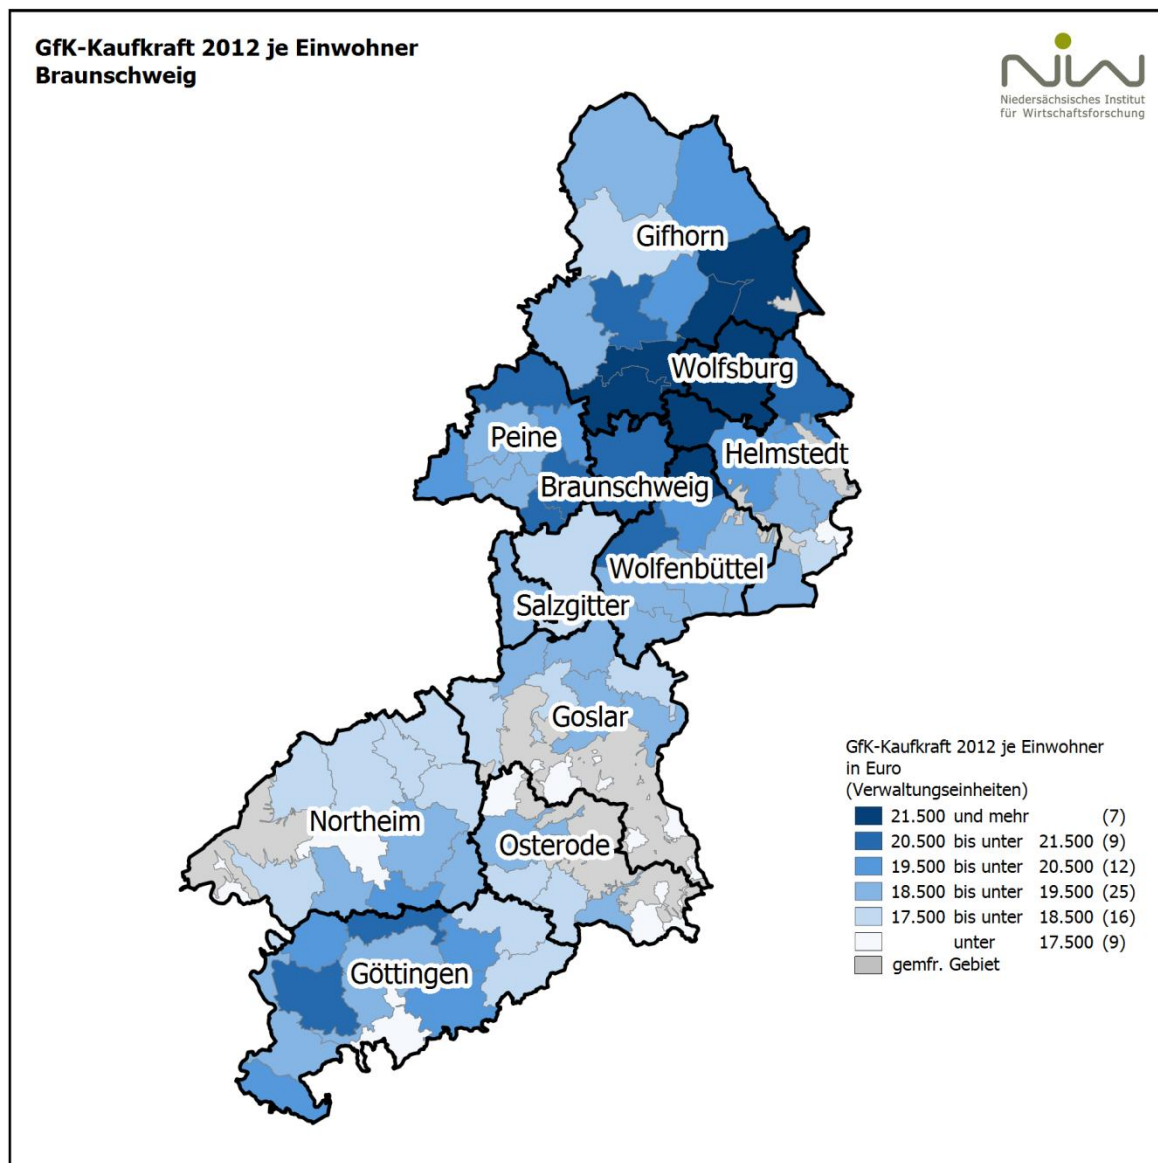 GfK-Kaufkraft 2012 je Einwohner
Braunschweig
NIW
Niedersächsisches Institut
für Wirtschaftsforschung
Gifhorn
Wolfsburg
Peine
Helmstedt
Braunschweig
Wolfenbüttel
Salzgitter
Goslar
Northeim
Osterode
Göttingen
GfK-Kaufkraft 2012 je Einwohner
in Euro
(Verwaltungseinheiten)
21.500 und mehr (7)
20.500 bis unter 21.500 (9)
19.500 bis unter 20.500 (12)
18.500 bis unter 19.500 (25)
17.500 bis unter 18.500 (16)
unter 17.500 (9)
gemfr. Gebiet